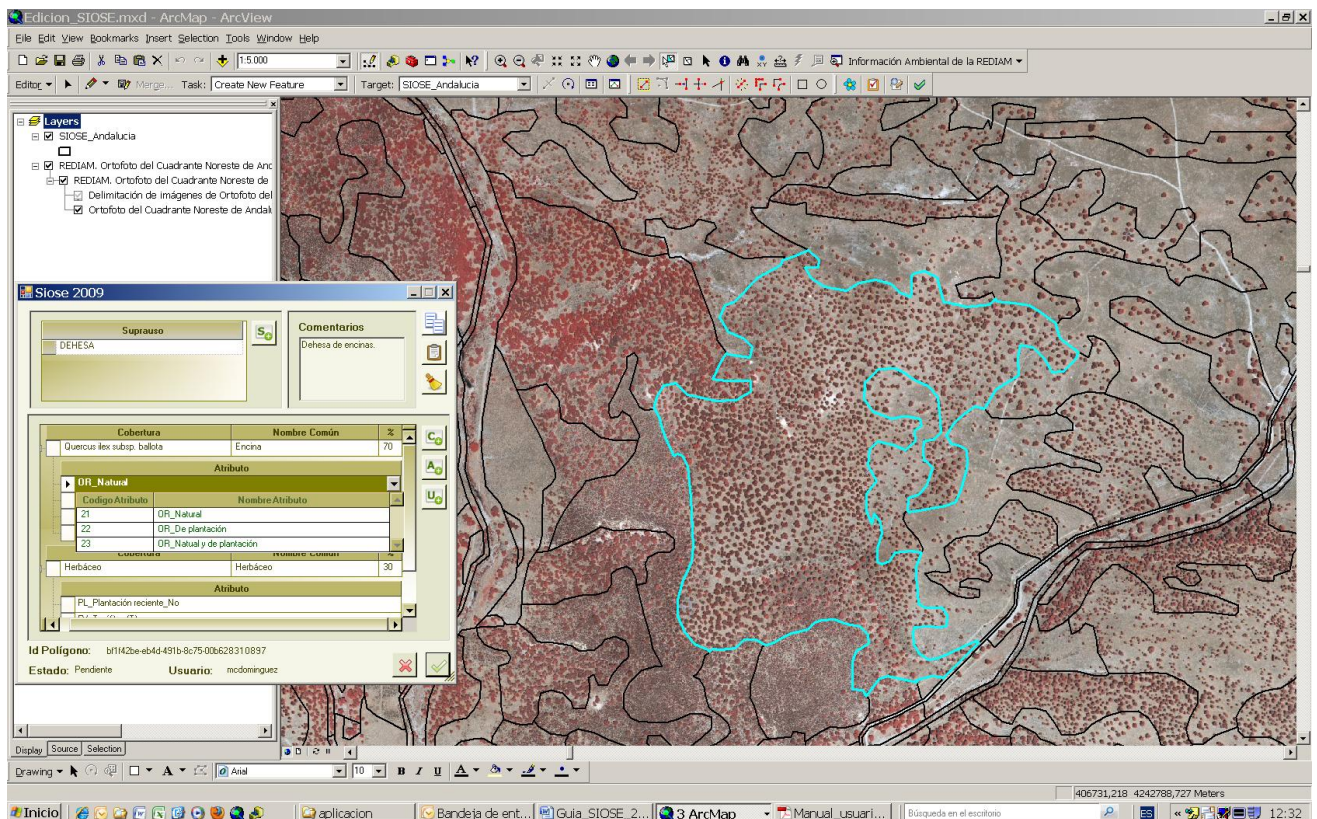 Edicion_SIOSE.mxd - ArcMap - ArcView
File Edit View Bookmarks Insert Selection Tools Window Help
1:5.000
Información Ambiental de la REDIAM
Editor Merge... Task: Create New Feature Target: SIOSE_Andalucia
Layers
SIOSE_Andalucia
REDIAM. Ortofoto del Cuadrante Noreste de Anc
REDIAM. Ortofoto del Cuadrante Noreste de
Delimitación de imágenes de Ortofoto del
Ortofoto del Cuadrante Noreste de Andalu
Siose 2009
Suprauso
DEHESA
Comentarios
Dehesa de encinas.
Cobertura Nombre Común %
Quercus ilex subsp. ballota Encina 70
Atributo
OR_Natural
CodigoAtributo NombreAtributo
21 OR_Natural
22 OR_De plantación
23 OR_Natual y de plantación
Cobertura Nombre Común %
Herbáceo Herbáceo 30
Atributo
PL_Plantación reciente_No
Id Polígono: bf1f42be-eb4d-491b-8c75-00b628310897
Estado: Pendiente Usuario: mcdominguez
Display Source Selection
Drawing A Arial 10 B I U A
406731,218 4242788,727 Meters
Inicio aplicacion Bandeja de ent... Guia_SIOSE_2... 3 ArcMap Manual_usuari... Búsqueda en el escritorio ES 12:32